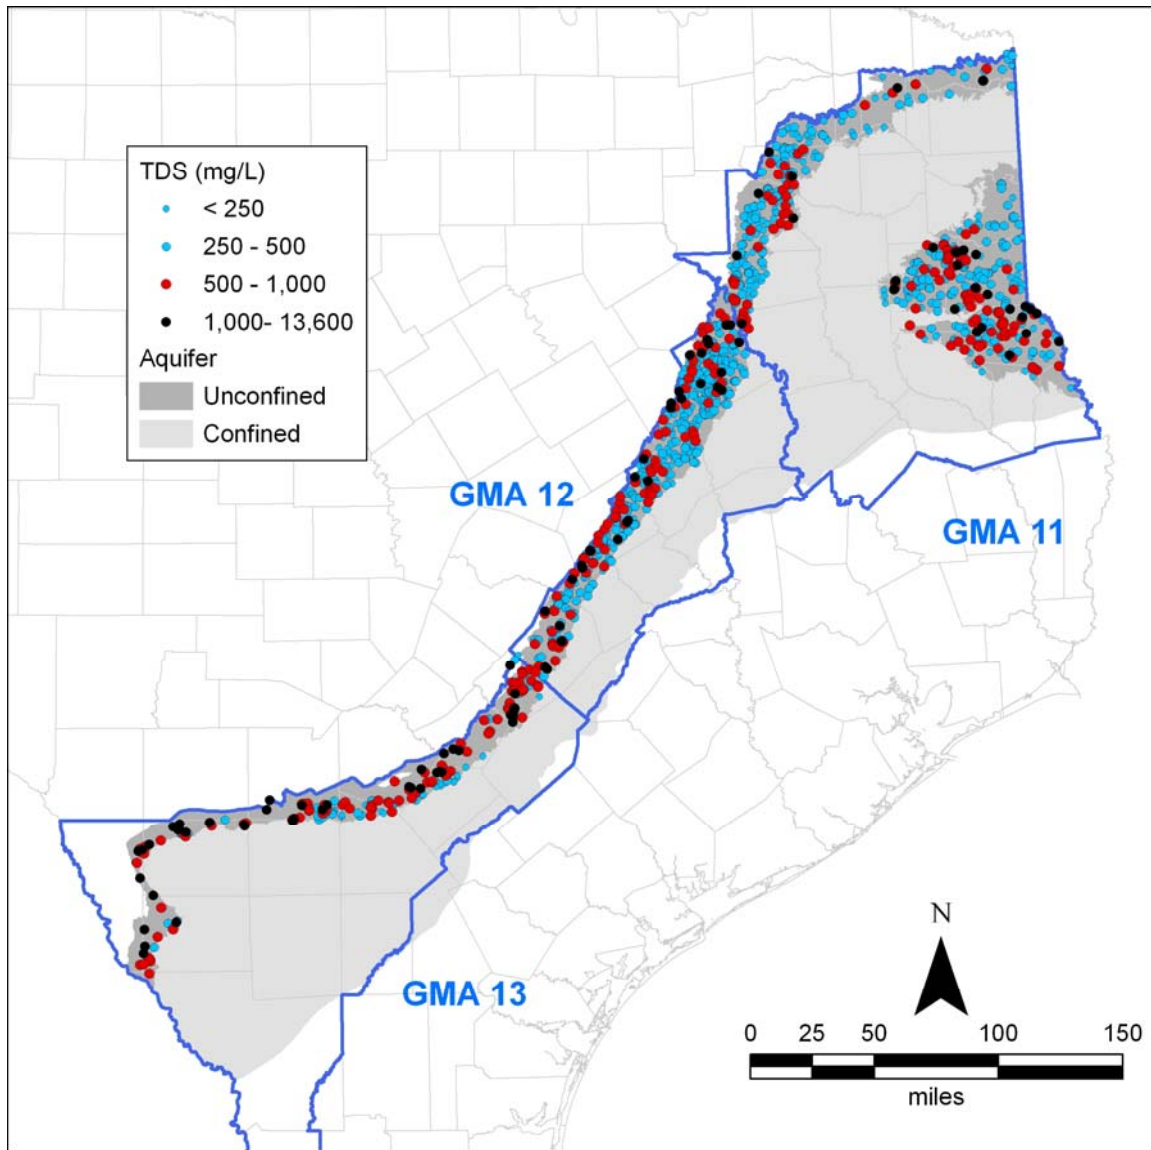 TDS (mg/L)
< 250
250 - 500
500 - 1,000
1,000- 13,600
Aquifer
Unconfined
Confined
GMA 12
GMA 11
GMA 13
N
0 25 50 100 150
miles